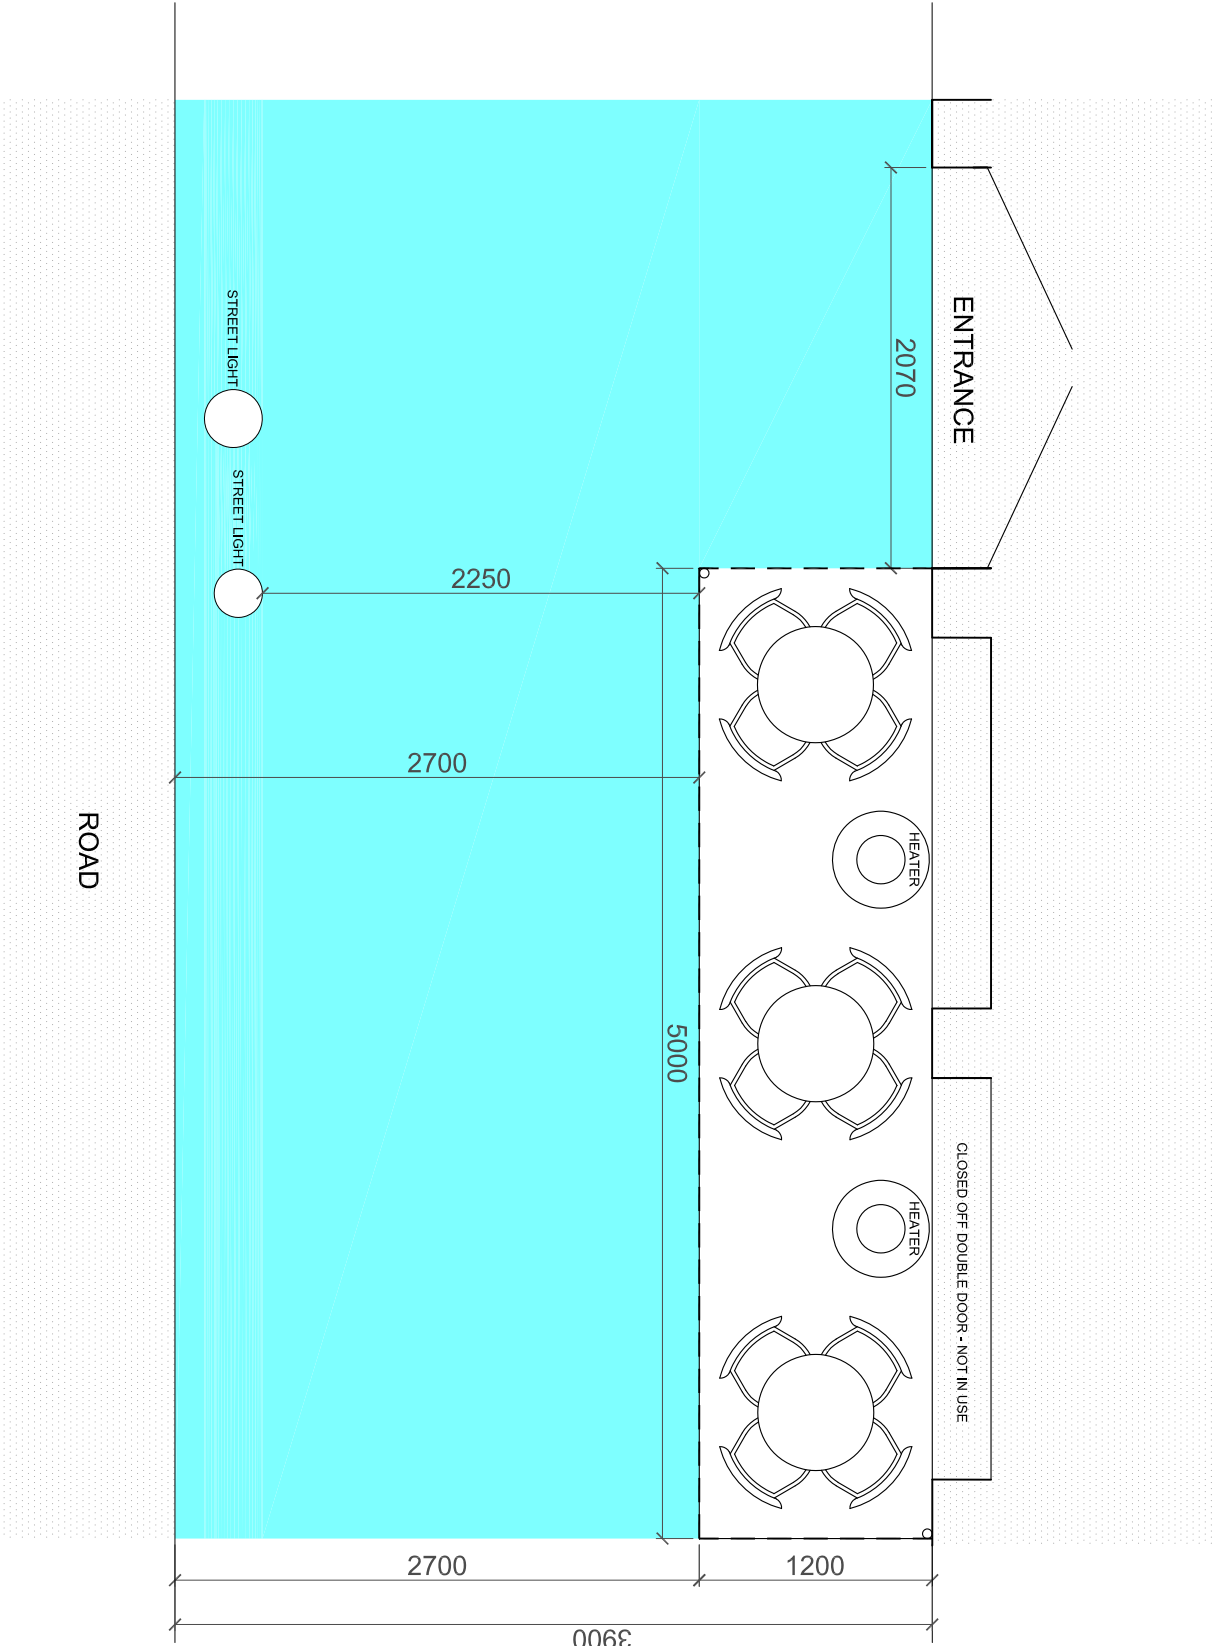 ENTRANCE
2070
STREET LIGHT
STREET LIGHT
2250
2700
HEATER
ROAD
5000
HEATER
CLOSED OFF DOUBLE DOOR - NOT IN USE
2700
1200
3900